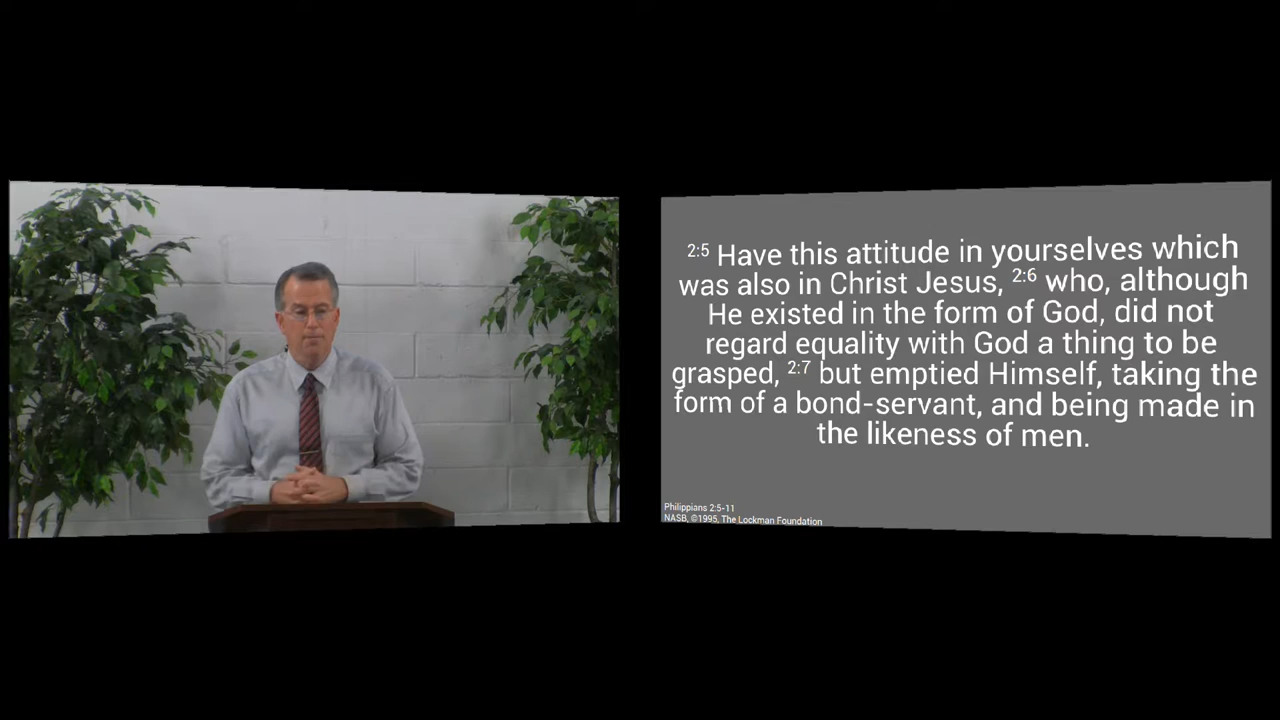 2:5 Have this attitude in yourselves which
was also in Christ Jesus, 2:6 who, although
He existed in the form of God, did not
regard equality with God a thing to be
grasped, 2:7 but emptied Himself, taking the
form of a bond-servant, and being made in
the likeness of men.
Philippians 2:5-11
NASB, ©1995, The Lockman Foundation